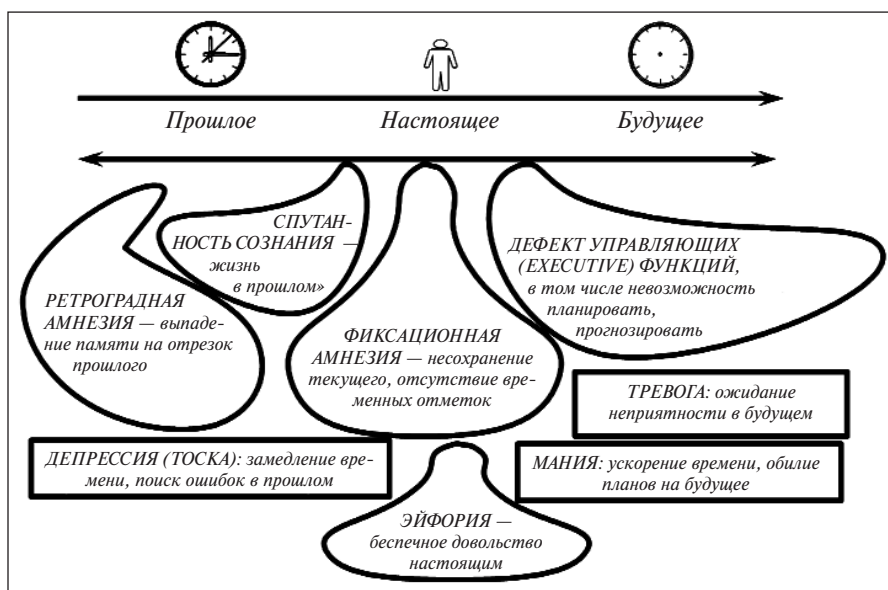 Прошлое
Настоящее
Будущее
СПУТАН-
НОСТЬ СОЗНАНИЯ —
жизнь
в прошлом»
ДЕФЕКТ УПРАВЛЯЮЩИХ
(EXECUTIVE) ФУНКЦИЙ,
в том числе невозможность
планировать,
прогнозировать
РЕТРОГРАДНАЯ
АМНЕЗИЯ — выпаде-
ние памяти на отрезок
прошлого
ФИКСАЦИОННАЯ
АМНЕЗИЯ — несохранение
текущего, отсутствие вре-
менных отметок
ТРЕВОГА: ожидание
неприятности в будущем
ДЕПРЕССИЯ (ТОСКА): замедление вре-
мени, поиск ошибок в прошлом
МАНИЯ: ускорение времени, обилие
планов на будущее
ЭЙФОРИЯ —
беспечное довольство
настоящим